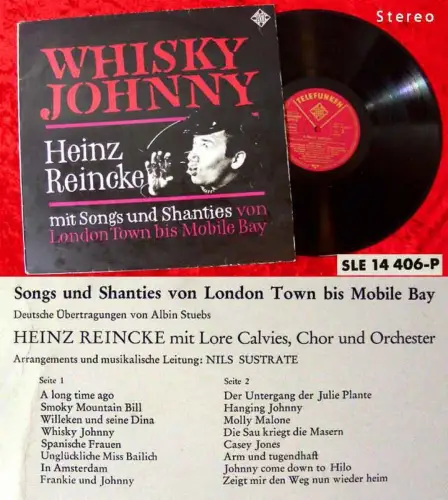 Stereo
WHISKY
JOHNNY
Heinz
Reincke
mit Songs und Shanties von
London Town bis Mobile Bay
TELEFUNKEN
SLE 14 406-P
Songs und Shanties von London Town bis Mobile Bay
Deutsche Übertragungen von Albin Stuebs
HEINZ REINCKE mit Lore Calvies, Chor und Orchester
Arrangements und musikalische Leitung: NILS SUSTRATE
Seite 1
A long time ago
Smoky Mountain Bill
Willeken und seine Dina
Whisky Johnny
Spanische Frauen
Unglückliche Miss Bailich
In Amsterdam
Frankie und Johnny
Seite 2
Der Untergang der Julie Plante
Hanging Johnny
Molly Malone
Die Sau kriegt die Masern
Casey Jones
Arm und tugendhaft
Johnny come down to Hilo
Zeigt mir den Weg nun wieder heim